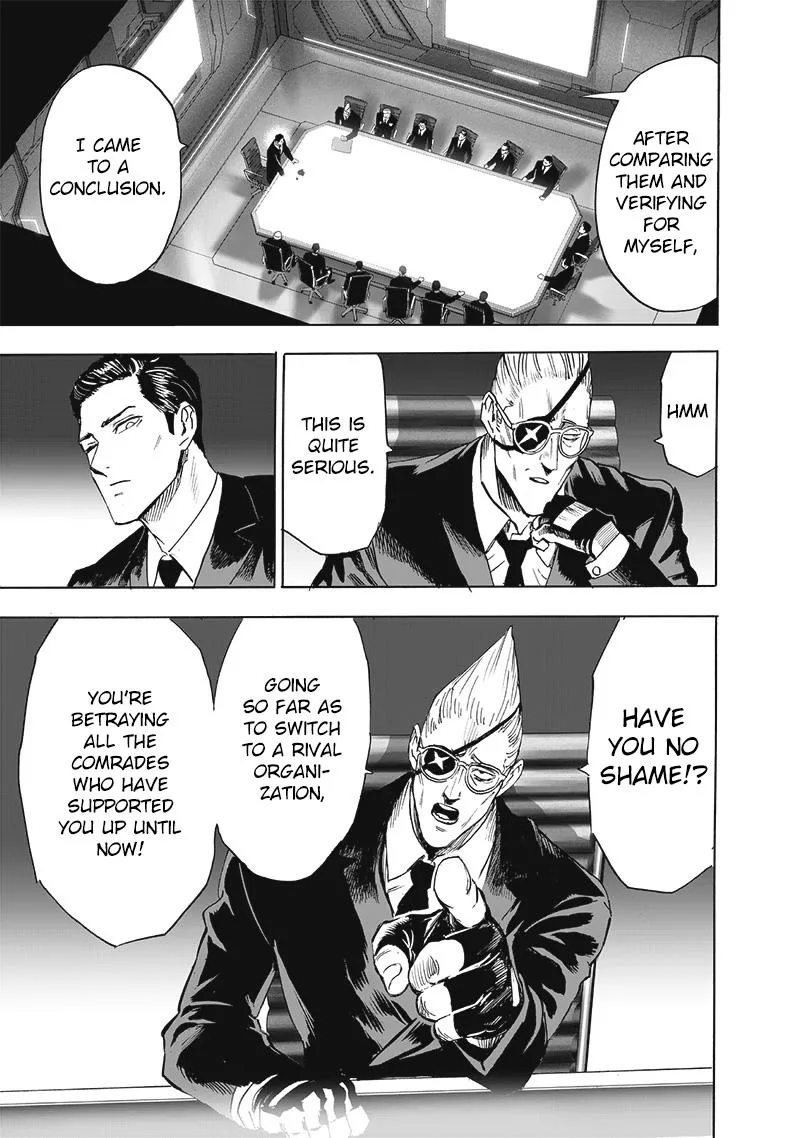 AFTER
COMPARING
THEM AND
VERIFYING
FOR
MYSELF,
I CAME
TO A
CONCLUSION.
HMM
THIS IS
QUITE
SERIOUS.
HAVE
YOU NO
SHAME!?
GOING
SO FAR AS
TO SWITCH
TO A RIVAL
ORGANI-
ZATION,
YOU'RE
BETRAYING
ALL THE
COMRADES
WHO HAVE
SUPPORTED
YOU UP UNTIL
NOW!